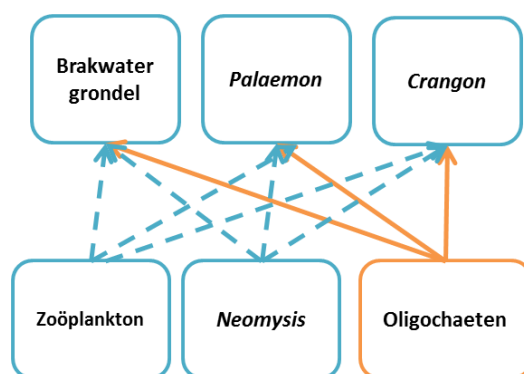 Brakwater
grondel
Palaemon
Crangon
Zoöplankton
Neomysis
Oligochaeten